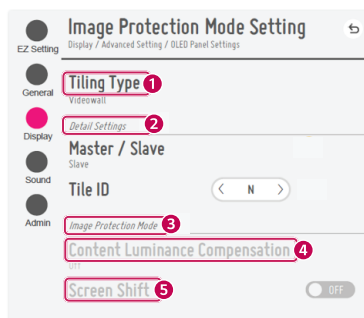 Image Protection Mode Setting
Display / Advanced Setting / OLED Panel Settings
EZ Setting
General
Display
Sound
Admin
Tiling Type 1
Videowall
Detail Settings 2
Master / Slave
Slave
Tile ID
N
Image Protection Mode 3
Content Luminance Compensation 4
Off
Screen Shift 5
OFF